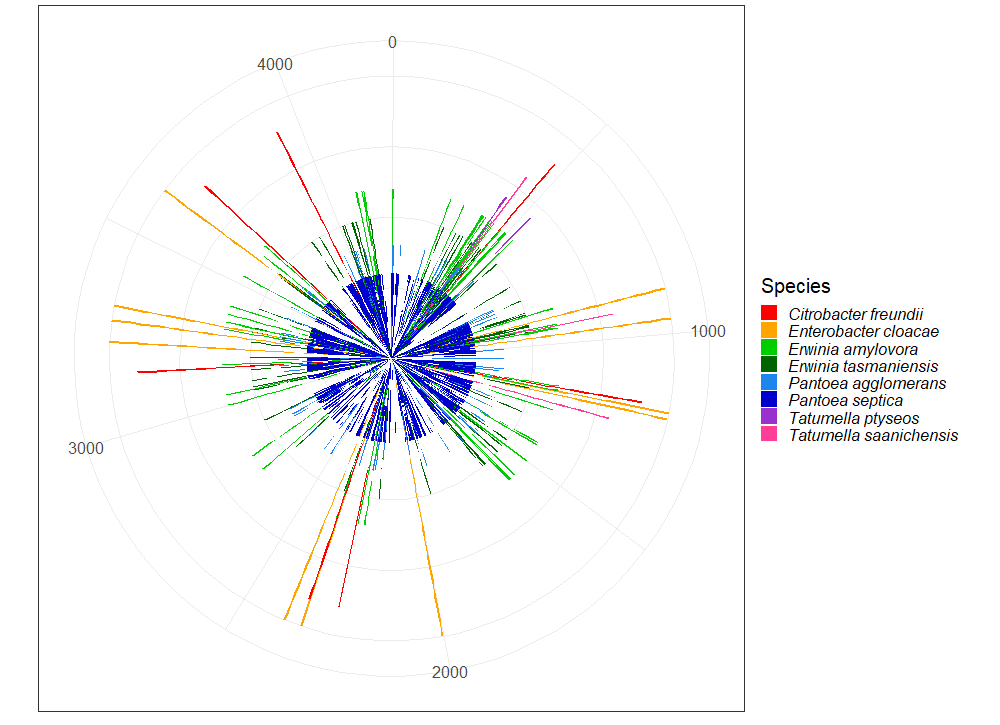 0
4000
1000
3000
2000
Species
Citrobacter freundii
Enterobacter cloacae
Erwinia amylovora
Erwinia tasmaniensis
Pantoea agglomerans
Pantoea septica
Tatumella ptyseos
Tatumella saanichensis